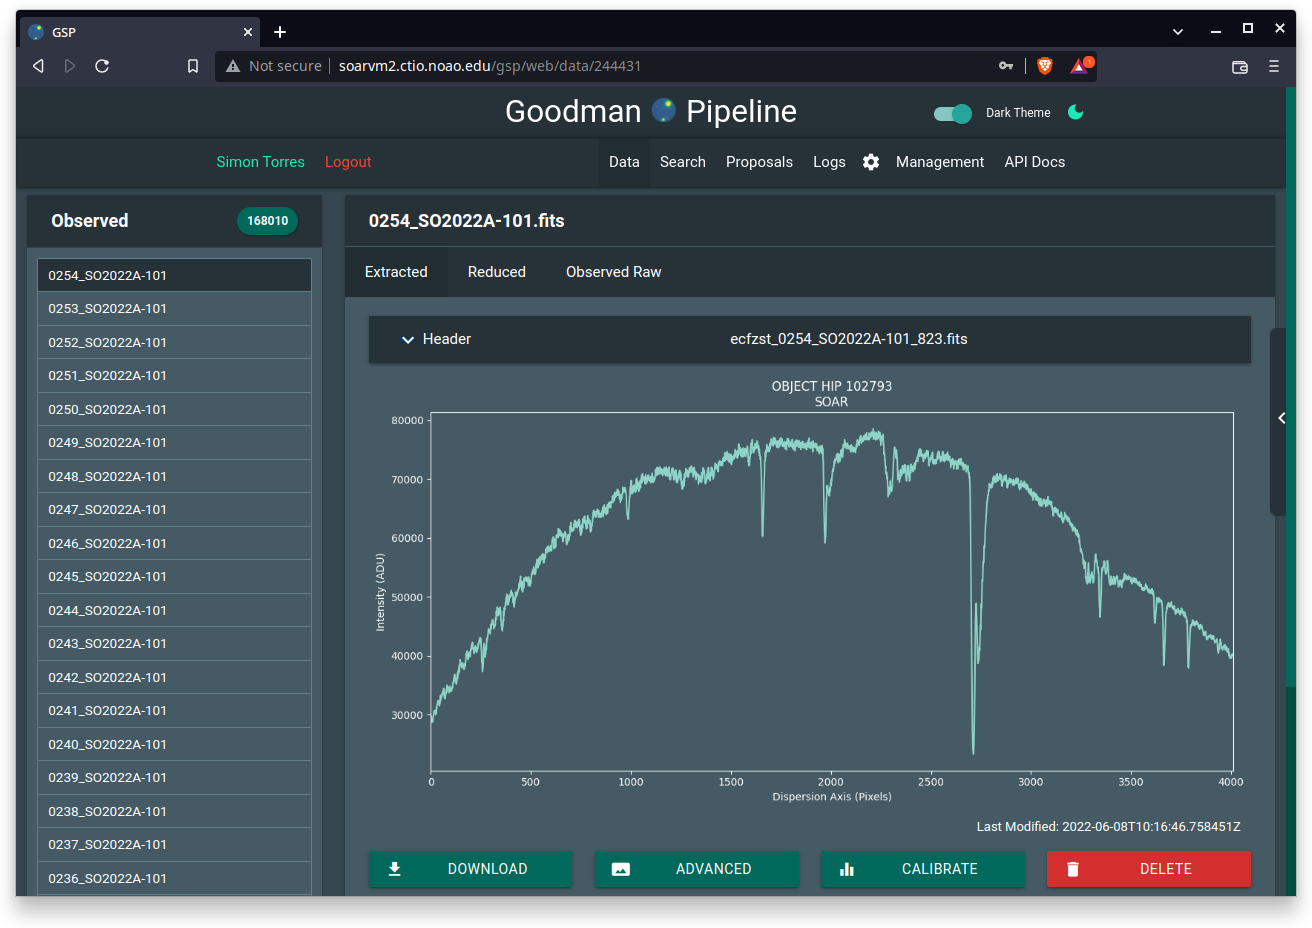 GSP
Not secure soarvm2.ctio.noao.edu/gsp/web/data/244431 1
Goodman Pipeline
Dark Theme
Simon Torres Logout Data Search Proposals Logs Management API Docs
Observed 168010
0254_SO2022A-101
0253_SO2022A-101
0252_SO2022A-101
0251_SO2022A-101
0250_SO2022A-101
0249_SO2022A-101
0248_SO2022A-101
0247_SO2022A-101
0246_SO2022A-101
0245_SO2022A-101
0244_SO2022A-101
0243_SO2022A-101
0242_SO2022A-101
0241_SO2022A-101
0240_SO2022A-101
0239_SO2022A-101
0238_SO2022A-101
0237_SO2022A-101
0236_SO2022A-101
0254_SO2022A-101.fits
Extracted Reduced Observed Raw
Header ecfzst_0254_SO2022A-101_823.fits
OBJECT HIP 102793
SOAR
80000
70000
60000
50000
40000
30000
Intensity (ADU)
0 500 1000 1500 2000 2500 3000 3500 4000
Dispersion Axis (Pixels)
Last Modified: 2022-06-08T10:16:46.758451Z
DOWNLOAD ADVANCED CALIBRATE DELETE